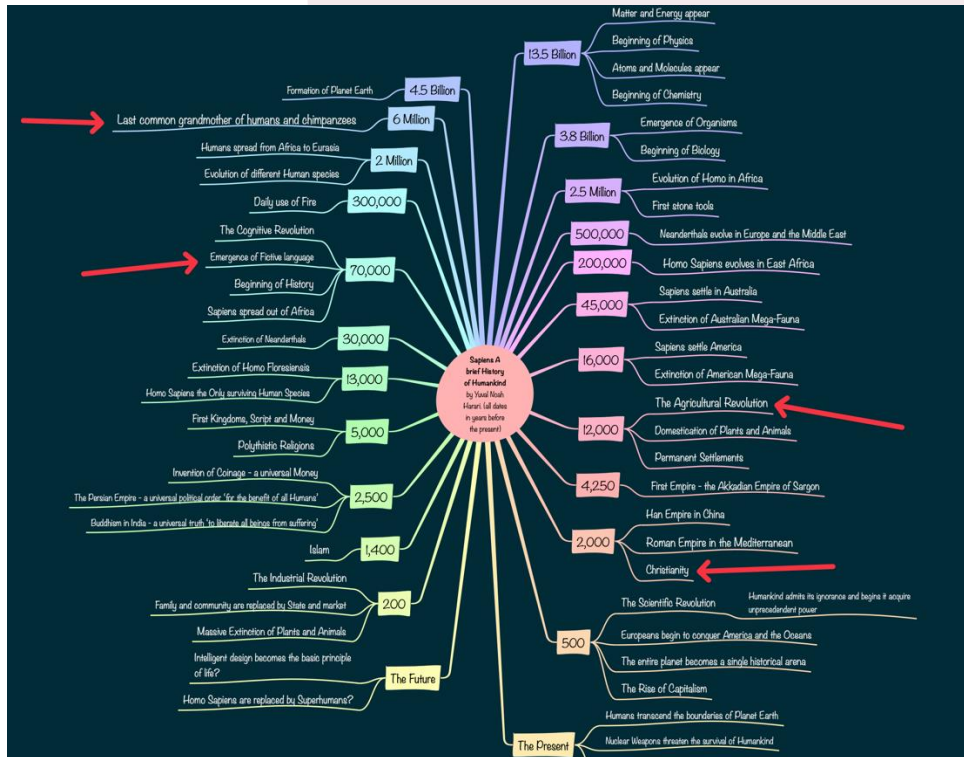 Sapiens A
brief History
of Humankind
by Yuval Noah
Harari. (all dates
in years before
the present)
13.5 Billion
Matter and Energy appear
Beginning of Physics
Atoms and Molecules appear
Beginning of Chemistry
3.8 Billion
Emergence of Organisms
Beginning of Biology
2.5 Million
Evolution of Homo in Africa
First stone tools
500,000
Neanderthals evolve in Europe and the Middle East
200,000
Homo Sapiens evolves in East Africa
45,000
Sapiens settle in Australia
Extinction of Australian Mega-Fauna
16,000
Sapiens settle America
Extinction of American Mega-Fauna
12,000
The Agricultural Revolution
Domestication of Plants and Animals
Permanent Settlements
4,250
First Empire - the Akkadian Empire of Sargon
2,000
Han Empire in China
Roman Empire in the Mediterranean
Christianity
500
The Scientific Revolution
Humankind admits its ignorance and begins it acquire
unprecedendent power
Europeans begin to conquer America and the Oceans
The entire planet becomes a single historical arena
The Rise of Capitalism
The Present
Humans transcend the bounderies of Planet Earth
Nuclear Weapons threaten the survival of Humankind
4.5 Billion
Formation of Planet Earth
6 Million
Last common grandmother of humans and chimpanzees
2 Million
Humans spread from Africa to Eurasia
Evolution of different Human species
300,000
Daily use of Fire
70,000
The Cognitive Revolution
Emergence of Fictive language
Beginning of History
Sapiens spread out of Africa
30,000
Extinction of Neanderthals
13,000
Extinction of Homo Floresiensis
Homo Sapiens the Only surviving Human Species
5,000
First Kingdoms, Script and Money
Polythistic Religions
2,500
Invention of Coinage - a universal Money
The Persian Empire - a universal political order 'for the benefit of all Humans'
Buddhism in India - a universal truth 'to liberate all beings from suffering'
1,400
Islam
200
The Industrial Revolution
Family and community are replaced by State and market
Massive Extinction of Plants and Animals
The Future
Intelligent design becomes the basic principle
of life?
Homo Sapiens are replaced by Superhumans?